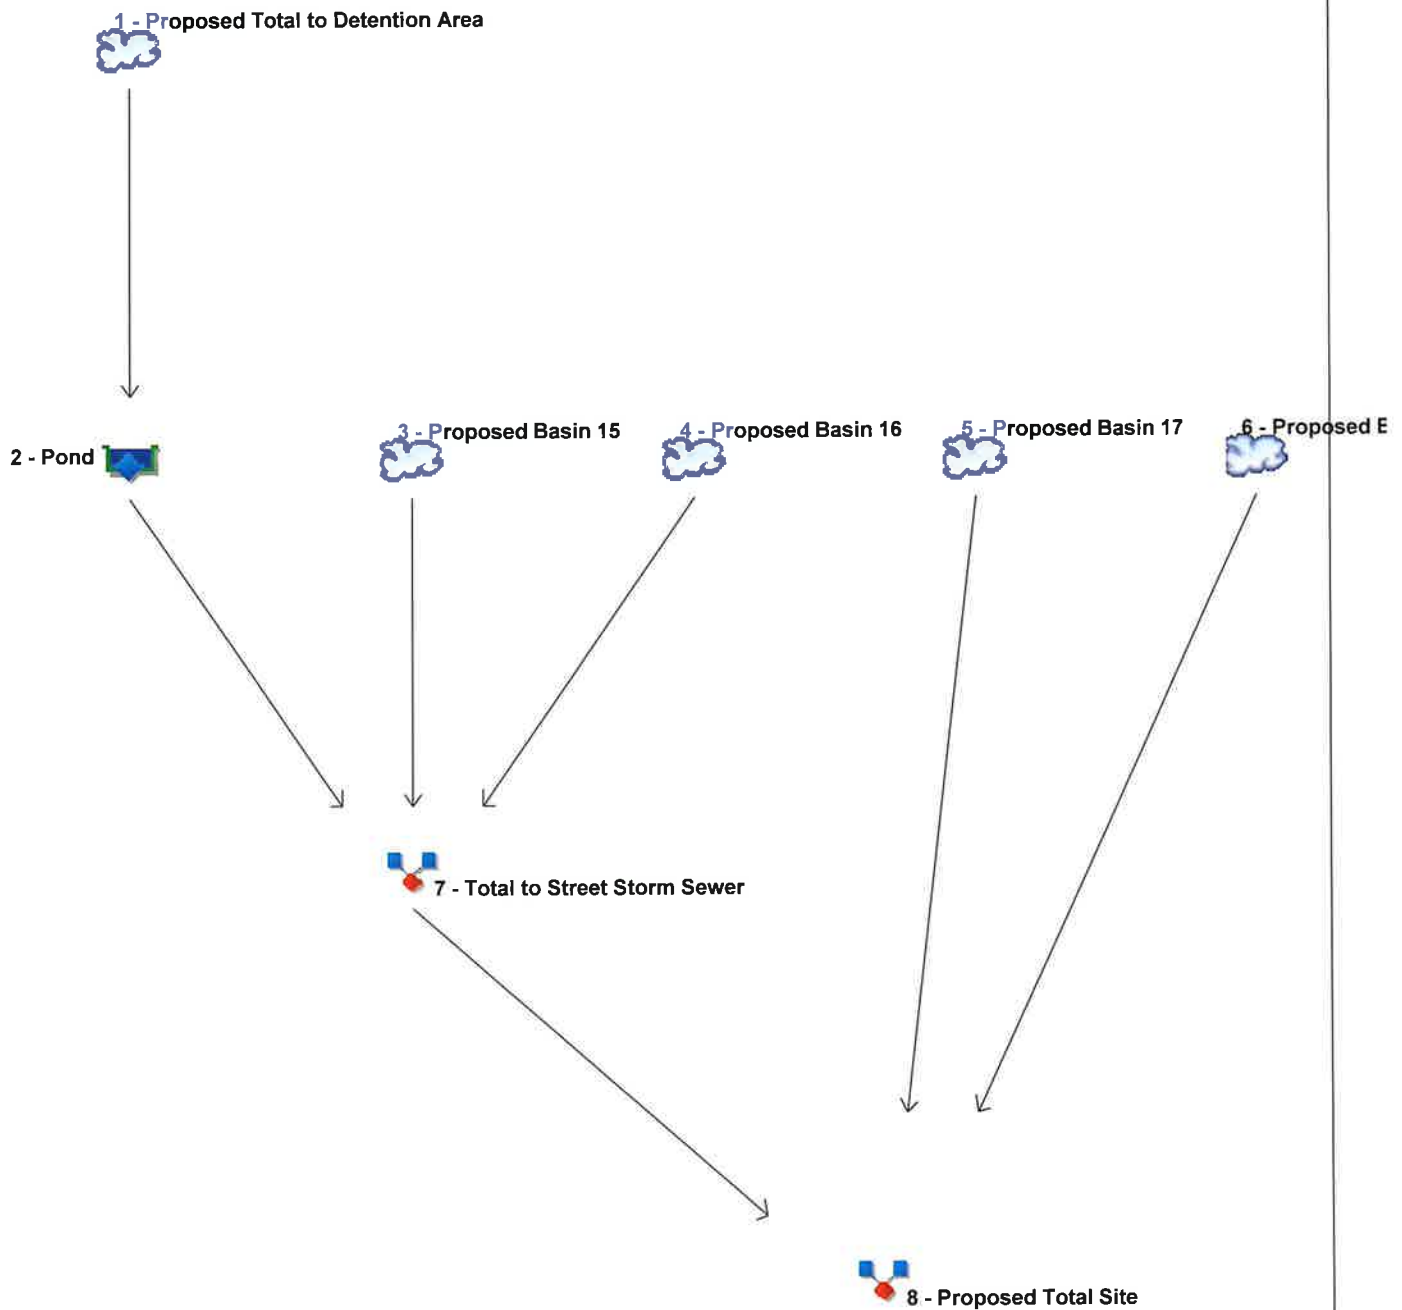 1 - Proposed Total to Detention Area
2 - Pond
3 - Proposed Basin 15
4 - Proposed Basin 16
5 - Proposed Basin 17
6 - Proposed E
7 - Total to Street Storm Sewer
8 - Proposed Total Site